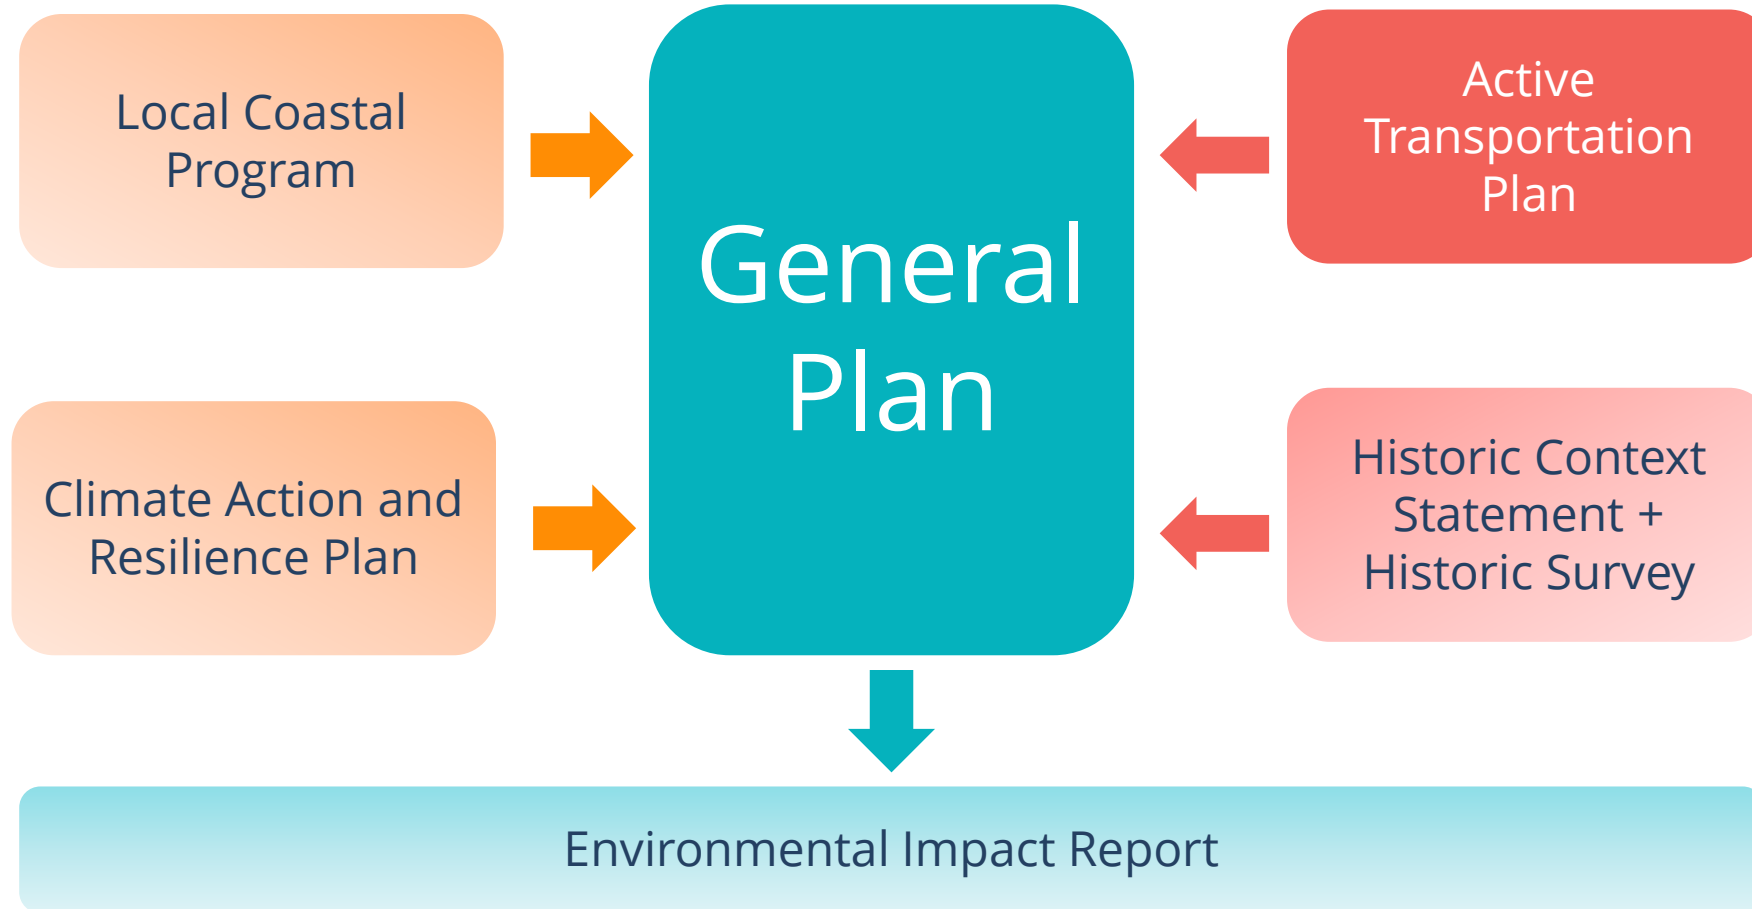 Local Coastal
Program
General
Plan
Active
Transportation
Plan
Climate Action and
Resilience Plan
Historic Context
Statement +
Historic Survey
Environmental Impact Report